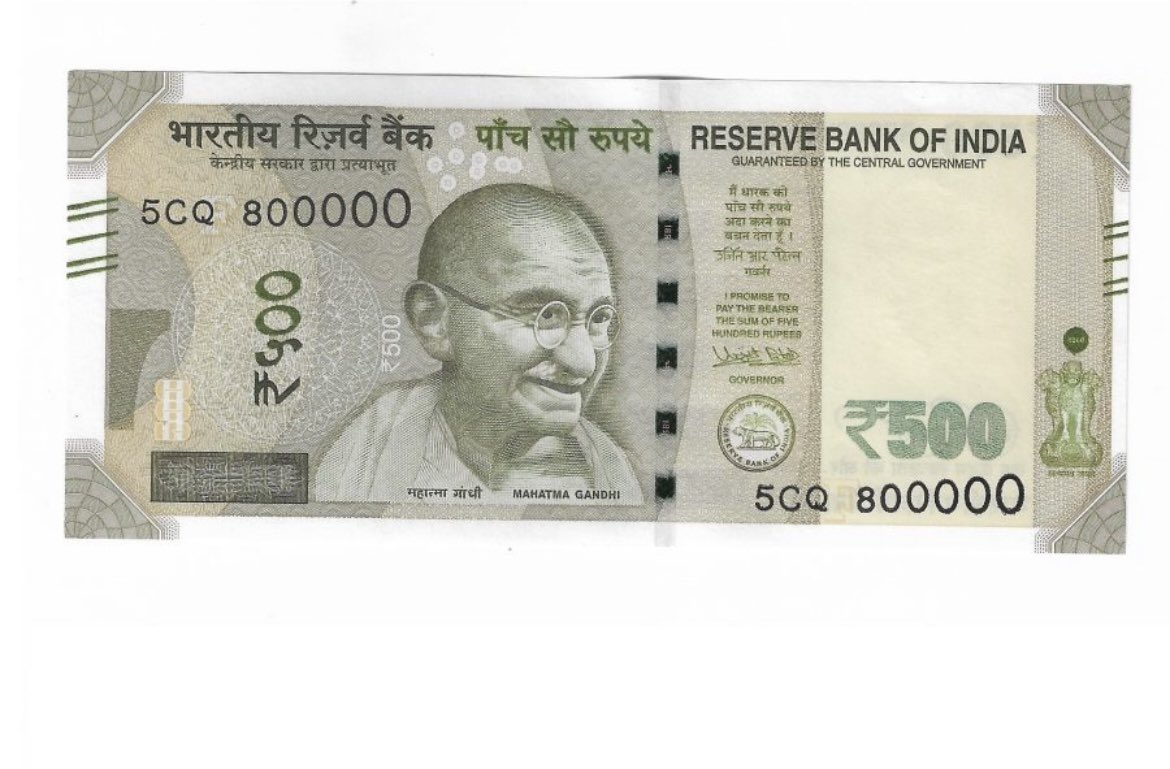 भारतीय रिज़र्व बैंक
केन्द्रीय सरकार द्वारा प्रत्याभूत
पाँच सौ रुपये
RESERVE BANK OF INDIA
GUARANTEED BY THE CENTRAL GOVERNMENT
5CQ 800000
₹५००
₹500
मैं धारक को
पाँच सौ रुपये
अदा करने का
वचन देता हूँ ।
उर्जित आर पटेल
गवर्नर
I PROMISE TO
PAY THE BEARER
THE SUM OF FIVE
HUNDRED RUPEES
GOVERNOR
भारतीय रिज़र्व बैंक
RESERVE BANK OF INDIA
₹500
सत्यमेव जयते
महात्मा गांधी
MAHATMA GANDHI
5CQ 800000